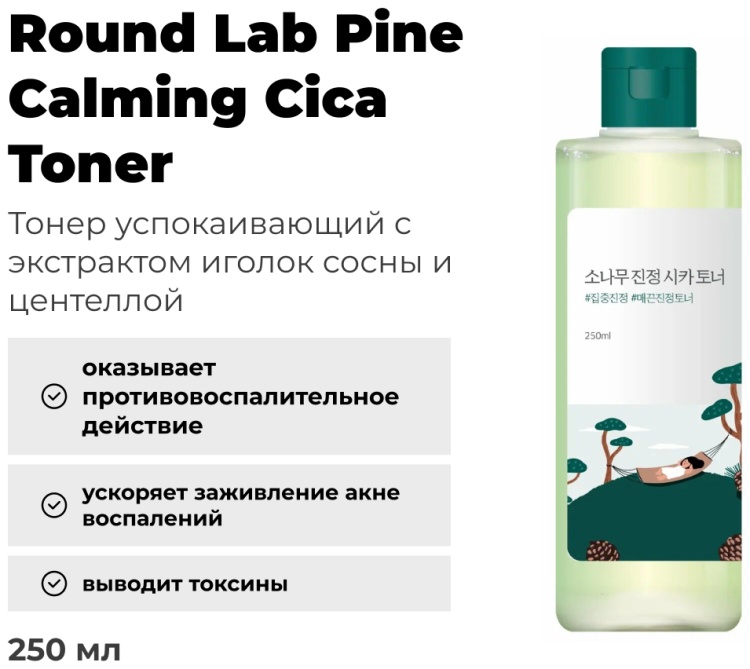 Round Lab Pine
Calming Cica
Toner
Тонер успокаивающий с
экстрактом иголок сосны и
центеллой
оказывает
противовоспалительное
действие
ускоряет заживление акне
воспалений
выводит токсины
250 мл
소나무 진정 시카 토너
#집중진정 #매끈진정토너
250ml